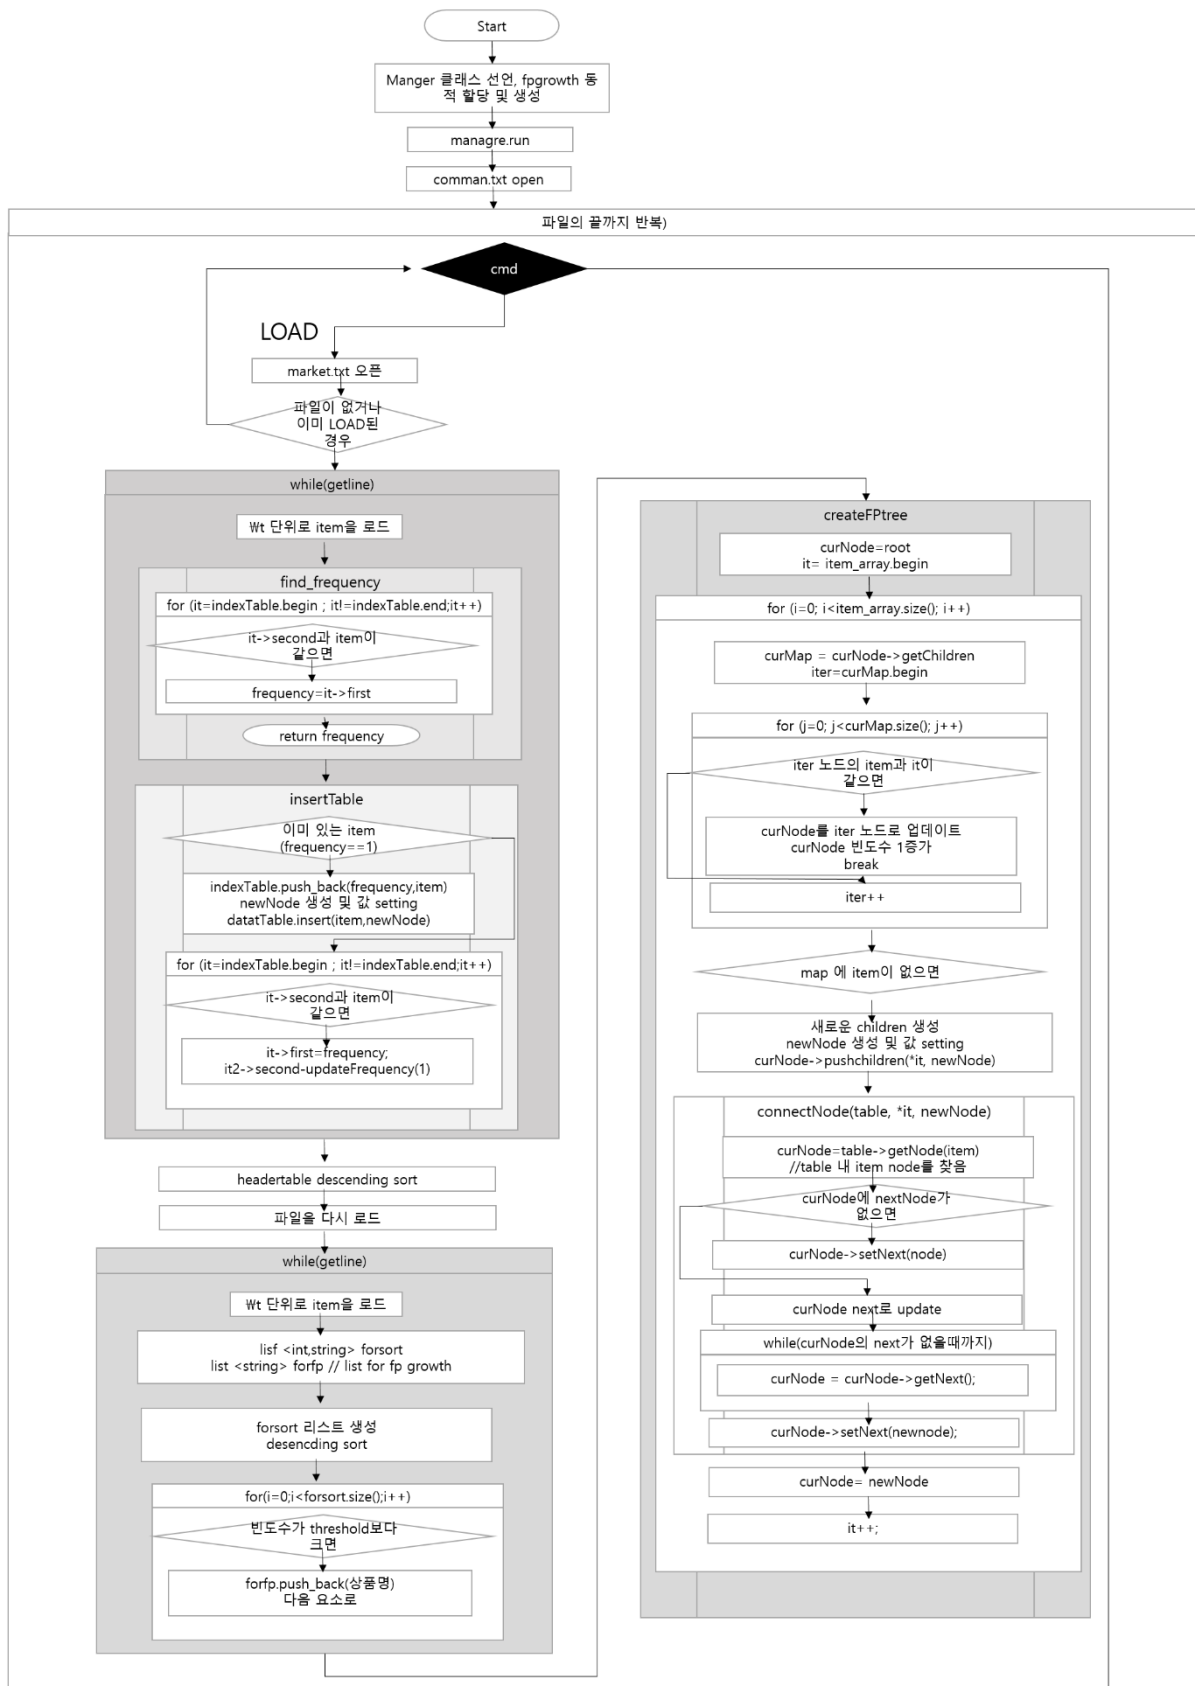 Start
Manger 클래스 선언, fpgrowth 동
적 할당 및 생성
managre.run
comman.txt open
파일의 끝까지 반복)
cmd
LOAD
market.txt 오픈
파일이 없거나
이미 LOAD된
경우
while(getline)
₩t 단위로 item을 로드
find_frequency
for (it=indexTable.begin ; it!=indexTable.end;it++)
it->second과 item이
같으면
frequency=it->first
return frequency
insertTable
이미 있는 item
(frequency==1)
indexTable.push_back(frequency,item)
newNode 생성 및 값 setting
datatTable.insert(item,newNode)
for (it=indexTable.begin ; it!=indexTable.end;it++)
it->second과 item이
같으면
it->first=frequency;
it2->second-updateFrequency(1)
headertable descending sort
파일을 다시 로드
while(getline)
₩t 단위로 item을 로드
lisf <int,string> forsort
list <string> forfp // list for fp growth
forsort 리스트 생성
desencding sort
for(i=0;i<forsort.size();i++)
빈도수가 threshold보다
크면
forfp.push_back(상품명)
다음 요소로
createFPtree
curNode=root
it= item_array.begin
for (i=0; i<item_array.size(); i++)
curMap = curNode->getChildren
iter=curMap.begin
for (j=0; j<curMap.size(); j++)
iter 노드의 item과 it이
같으면
curNode를 iter 노드로 업데이트
curNode 빈도수 1증가
break
iter++
map 에 item이 없으면
새로운 children 생성
newNode 생성 및 값 setting
curNode->pushchildren(*it, newNode)
connectNode(table, *it, newNode)
curNode=table->getNode(item)
//table 내 item node를 찾음
curNode에 nextNode가
없으면
curNode->setNext(node)
curNode next로 update
while(curNode의 next가 없을때까지)
curNode = curNode->getNext();
curNode->setNext(newnode);
curNode= newNode
it++;